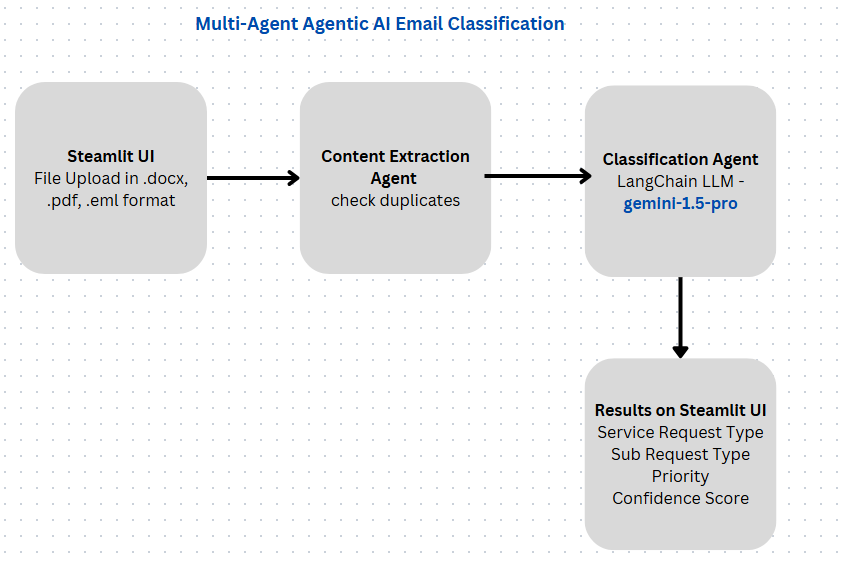 Multi-Agent Agentic AI Email Classification
Steamlit UI
File Upload in .docx,
.pdf, .eml format
Content Extraction
Agent
check duplicates
Classification Agent
LangChain LLM -
gemini-1.5-pro
Results on Steamlit UI
Service Request Type
Sub Request Type
Priority
Confidence Score